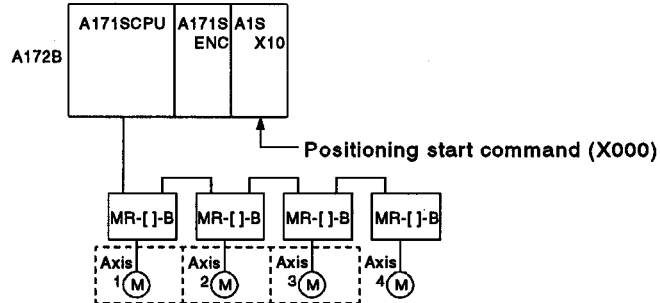 A172B
A171SCPU
A171S
ENC
A1S
X10
Positioning start command (X000)
MR-[ ]-B
MR-[ ]-B
MR-[ ]-B
MR-[ ]-B
Axis
1
M
Axis
2
M
Axis
3
M
Axis
4
M